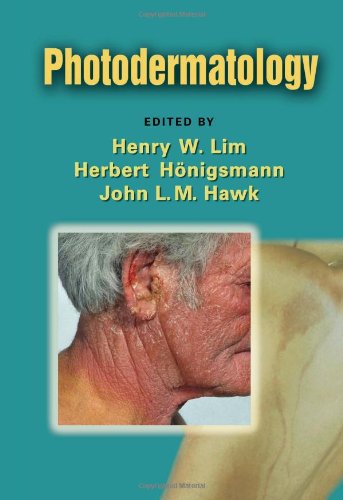 Photodermatology
EDITED BY
Henry W. Lim
Herbert Hönigsmann
John L.M. Hawk